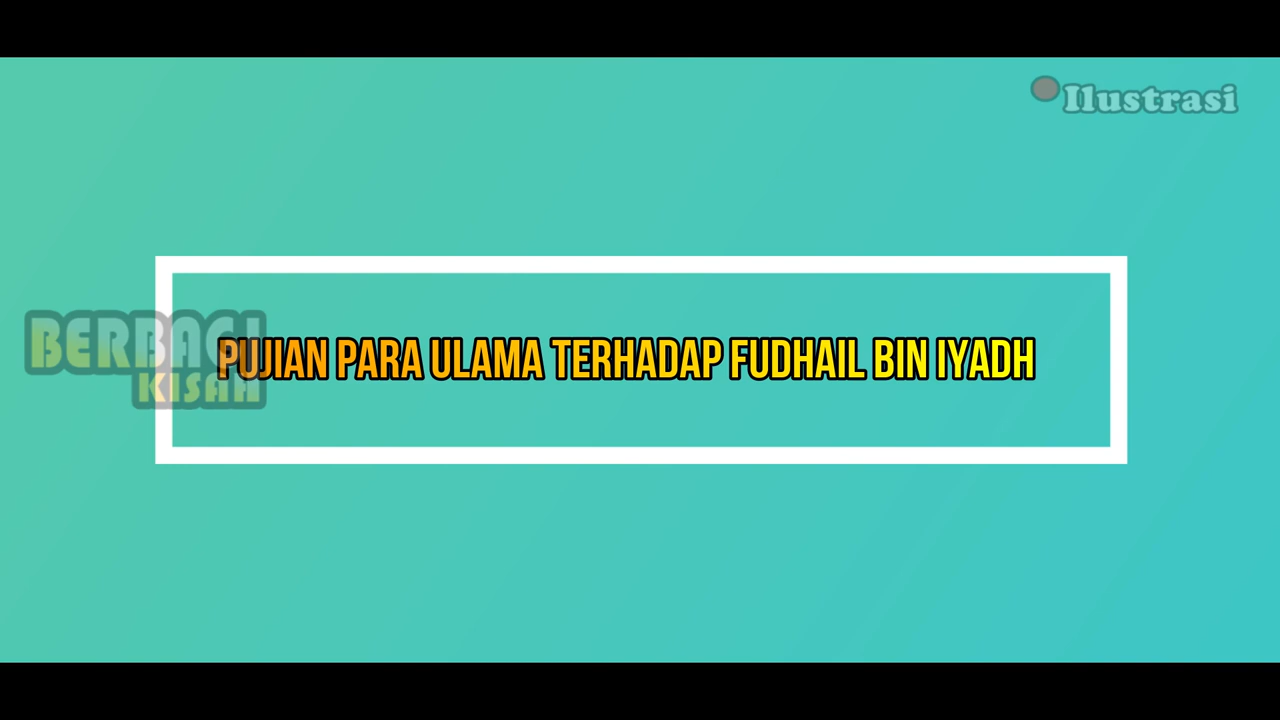 Ilustrasi
BERBAGI
KISAH
PUJIAN PARA ULAMA TERHADAP FUDHAIL BIN IYADH